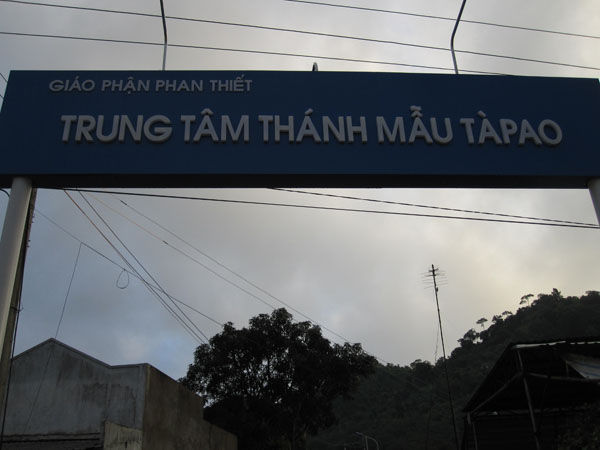 GIÁO PHẬN PHAN THIẾT
TRUNG TÂM THÁNH MẪU TÀPAO